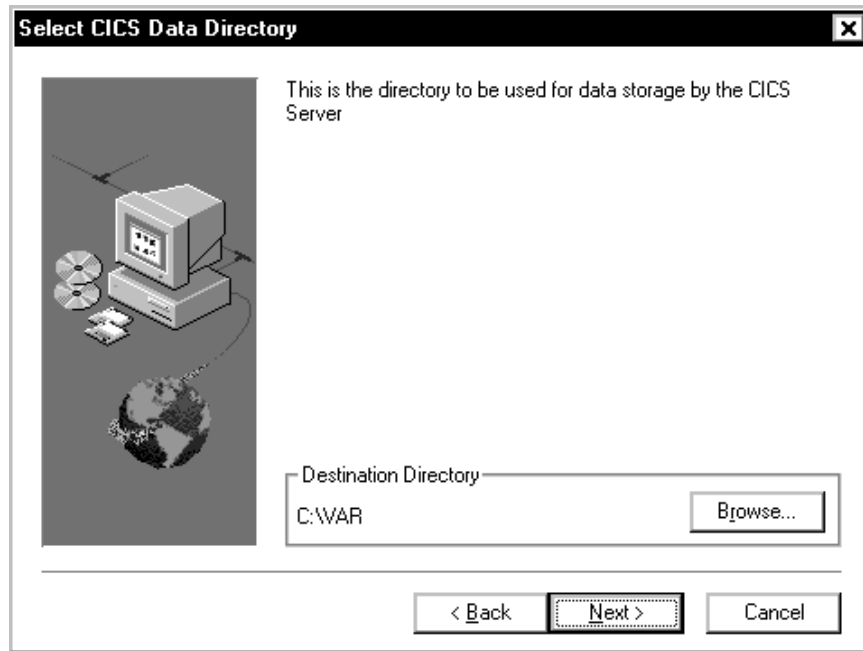 Select CICS Data Directory
This is the directory to be used for data storage by the CICS
Server
Destination Directory
C:\VAR
Browse...
< Back
Next >
Cancel